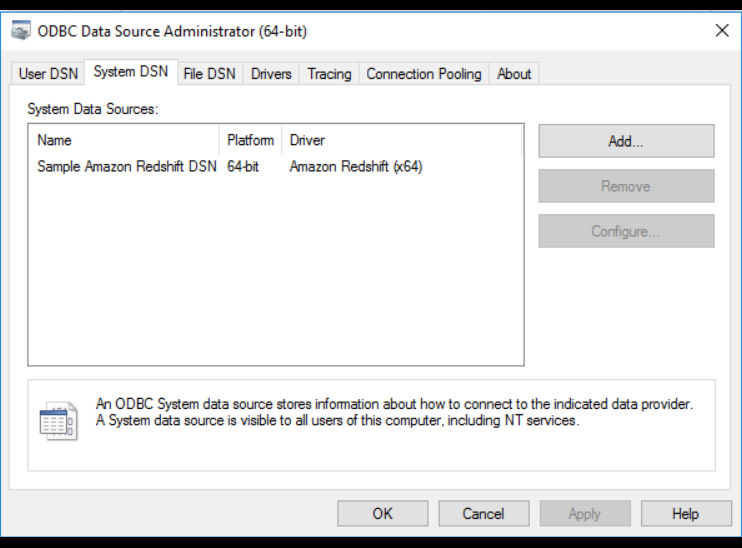 ODBC Data Source Administrator (64-bit)
User DSN System DSN File DSN Drivers Tracing Connection Pooling About
System Data Sources:
Name Platform Driver
Sample Amazon Redshift DSN 64-bit Amazon Redshift (x64)
Add...
Remove
Configure...
An ODBC System data source stores information about how to connect to the indicated data provider.
A System data source is visible to all users of this computer, including NT services.
OK Cancel Apply Help